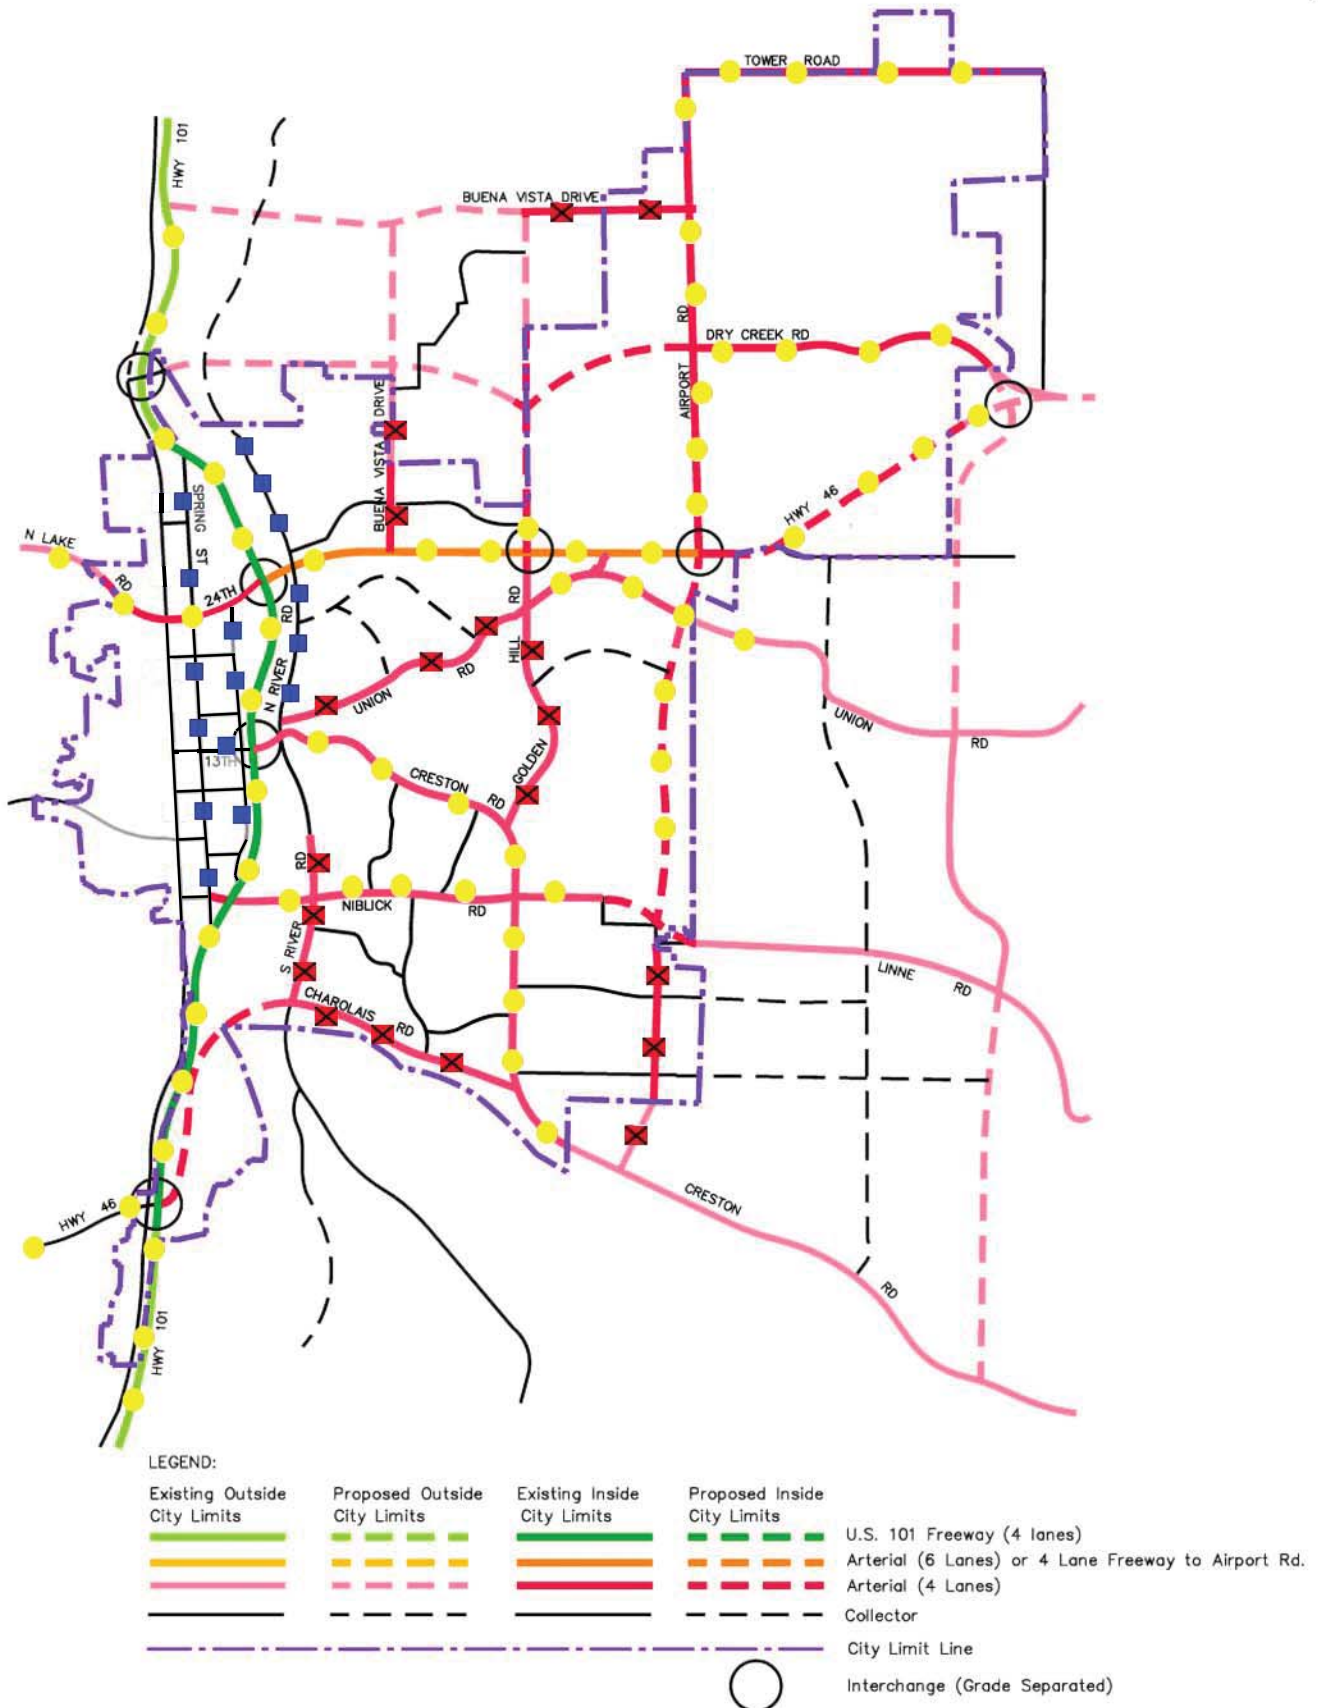 TOWER ROAD
HWY 101
BUENA VISTA DRIVE
RD
DRY CREEK RD
AIRPORT
BUENA VISTA DRIVE
HWY 46
SPRING ST
N LAKE
RD
24TH
RD
RD
HILL
N RIVER
UNION
RD
UNION
RD
13TH
GOLDEN
CRESTON
RD
RD
NIBLICK
RD
S RIVER
LINNE
RD
CHAROLAIS
RD
CRESTON
HWY 46
RD
HWY 101
LEGEND:
Existing Outside Proposed Outside Existing Inside Proposed Inside
City Limits City Limits City Limits City Limits
U.S. 101 Freeway (4 lanes)
Arterial (6 Lanes) or 4 Lane Freeway to Airport Rd.
Arterial (4 Lanes)
Collector
City Limit Line
Interchange (Grade Separated)